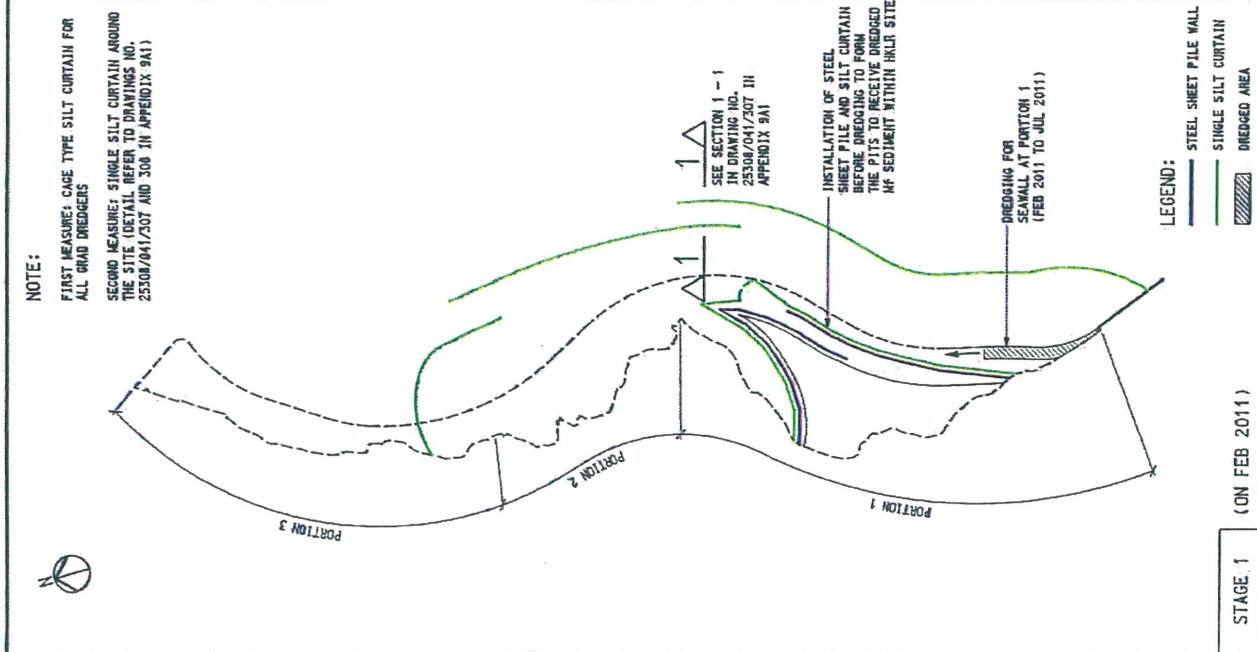 NOTE:
FIRST MEASURE: CAGE TYPE SILT CURTAIN FOR
ALL GRAB DREDGERS
SECOND MEASURE: SINGLE SILT CURTAIN AROUND
THE SITE (DETAIL REFER TO DRAWINGS NO.
25308/041/307 AND 308 IN APPENDIX 9A1)
N
1
SEE SECTION 1 - 1
IN DRAWING NO.
25308/041/307 IN
APPENDIX 9A1
1
INSTALLATION OF STEEL
SHEET PILE AND SILT CURTAIN
BEFORE DREDGING TO FORM
THE PITS TO RECEIVE DREDGED
Mf SEDIMENT WITHIN HKLR SITE
DREDGING FOR
SEAWALL AT PORTION 1
(FEB 2011 TO JUL 2011)
PORTION 3
PORTION 2
PORTION 1
LEGEND:
STEEL SHEET PILE WALL
SINGLE SILT CURTAIN
DREDGED AREA
STAGE 1 (ON FEB 2011)